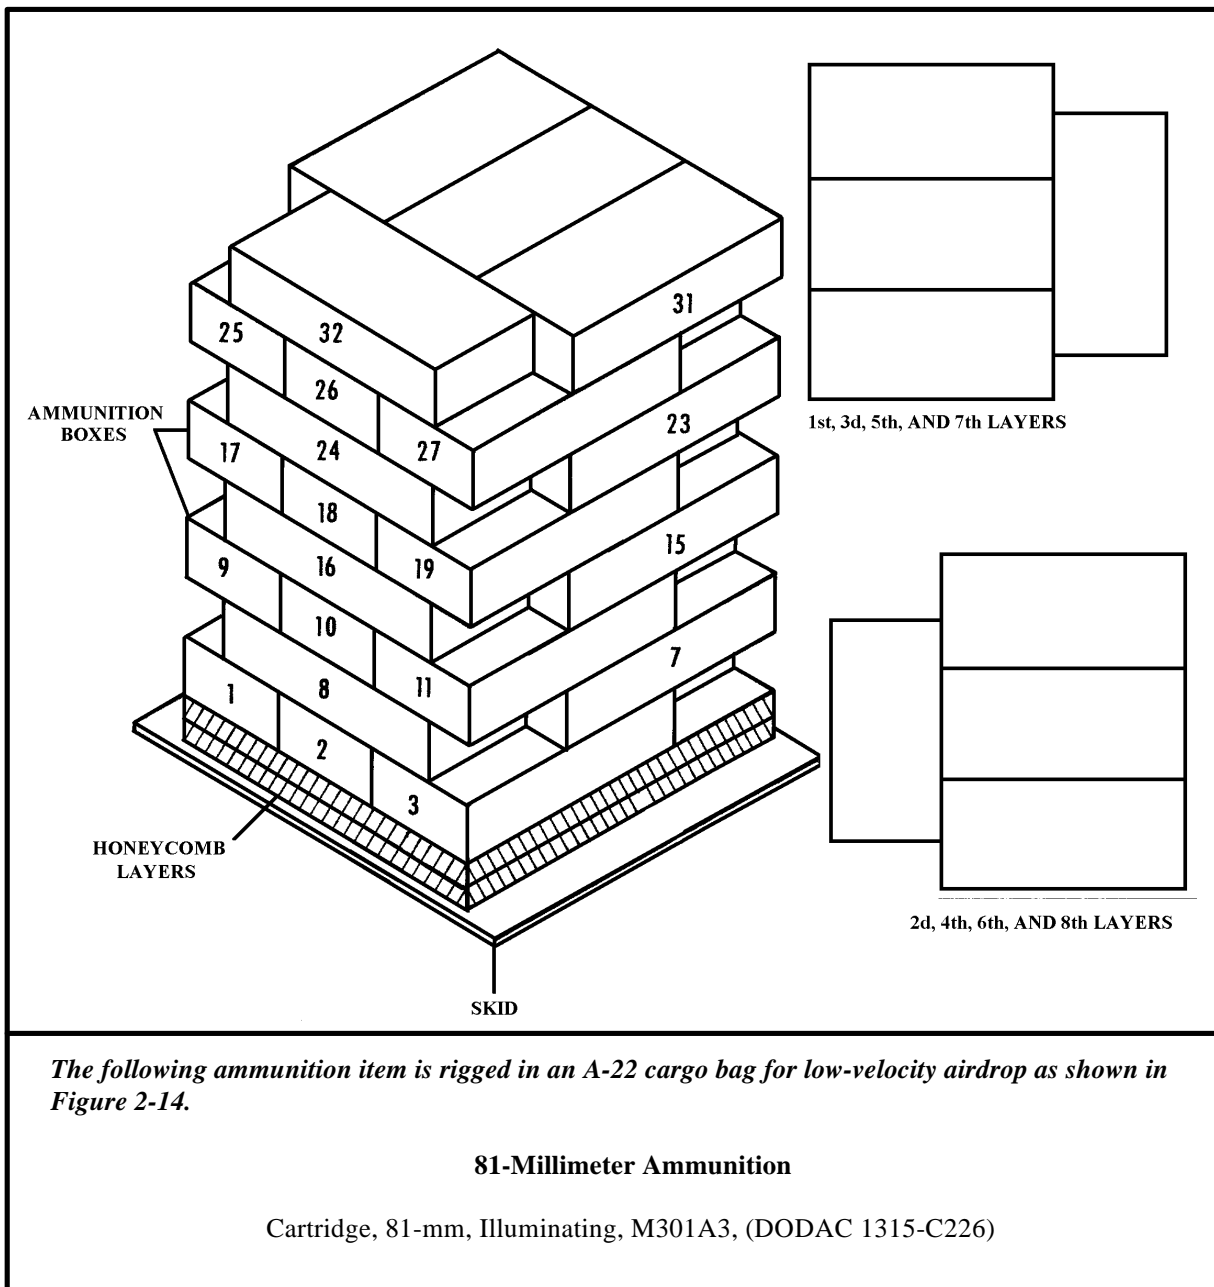 31
25
32
26
AMMUNITION
BOXES
23
17
24
27
18
15
9
16
19
10
7
1
8
11
2
3
HONEYCOMB
LAYERS
SKID
1st, 3d, 5th, AND 7th LAYERS
2d, 4th, 6th, AND 8th LAYERS
The following ammunition item is rigged in an A-22 cargo bag for low-velocity airdrop as shown in
Figure 2-14.
81-Millimeter Ammunition
Cartridge, 81-mm, Illuminating, M301A3, (DODAC 1315-C226)